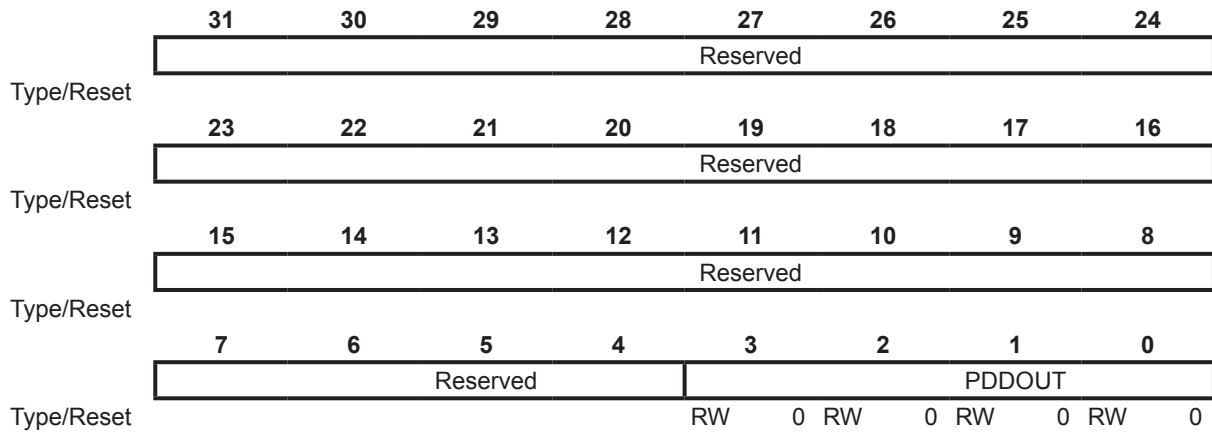 31 30 29 28 27 26 25 24
Reserved
Type/Reset
23 22 21 20 19 18 17 16
Reserved
Type/Reset
15 14 13 12 11 10 9 8
Reserved
Type/Reset
7 6 5 4 3 2 1 0
Reserved PDDOUT
Type/Reset RW 0 RW 0 RW 0 RW 0